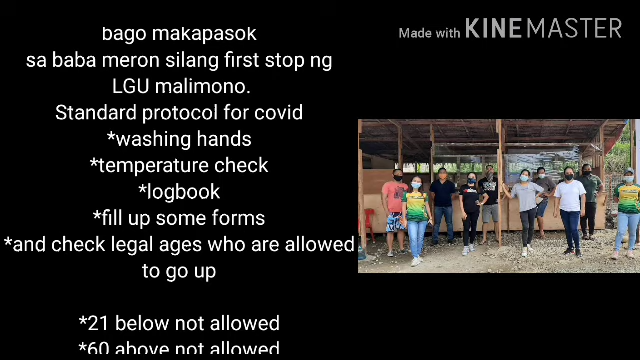 bago makapasok
sa baba meron silang first stop ng
LGU malimono.
Standard protocol for covid
*washing hands
*temperature check
*logbook
*fill up some forms
*and check legal ages who are allowed
to go up
*21 below not allowed
*60 above not allowed
Made with KINEMASTER